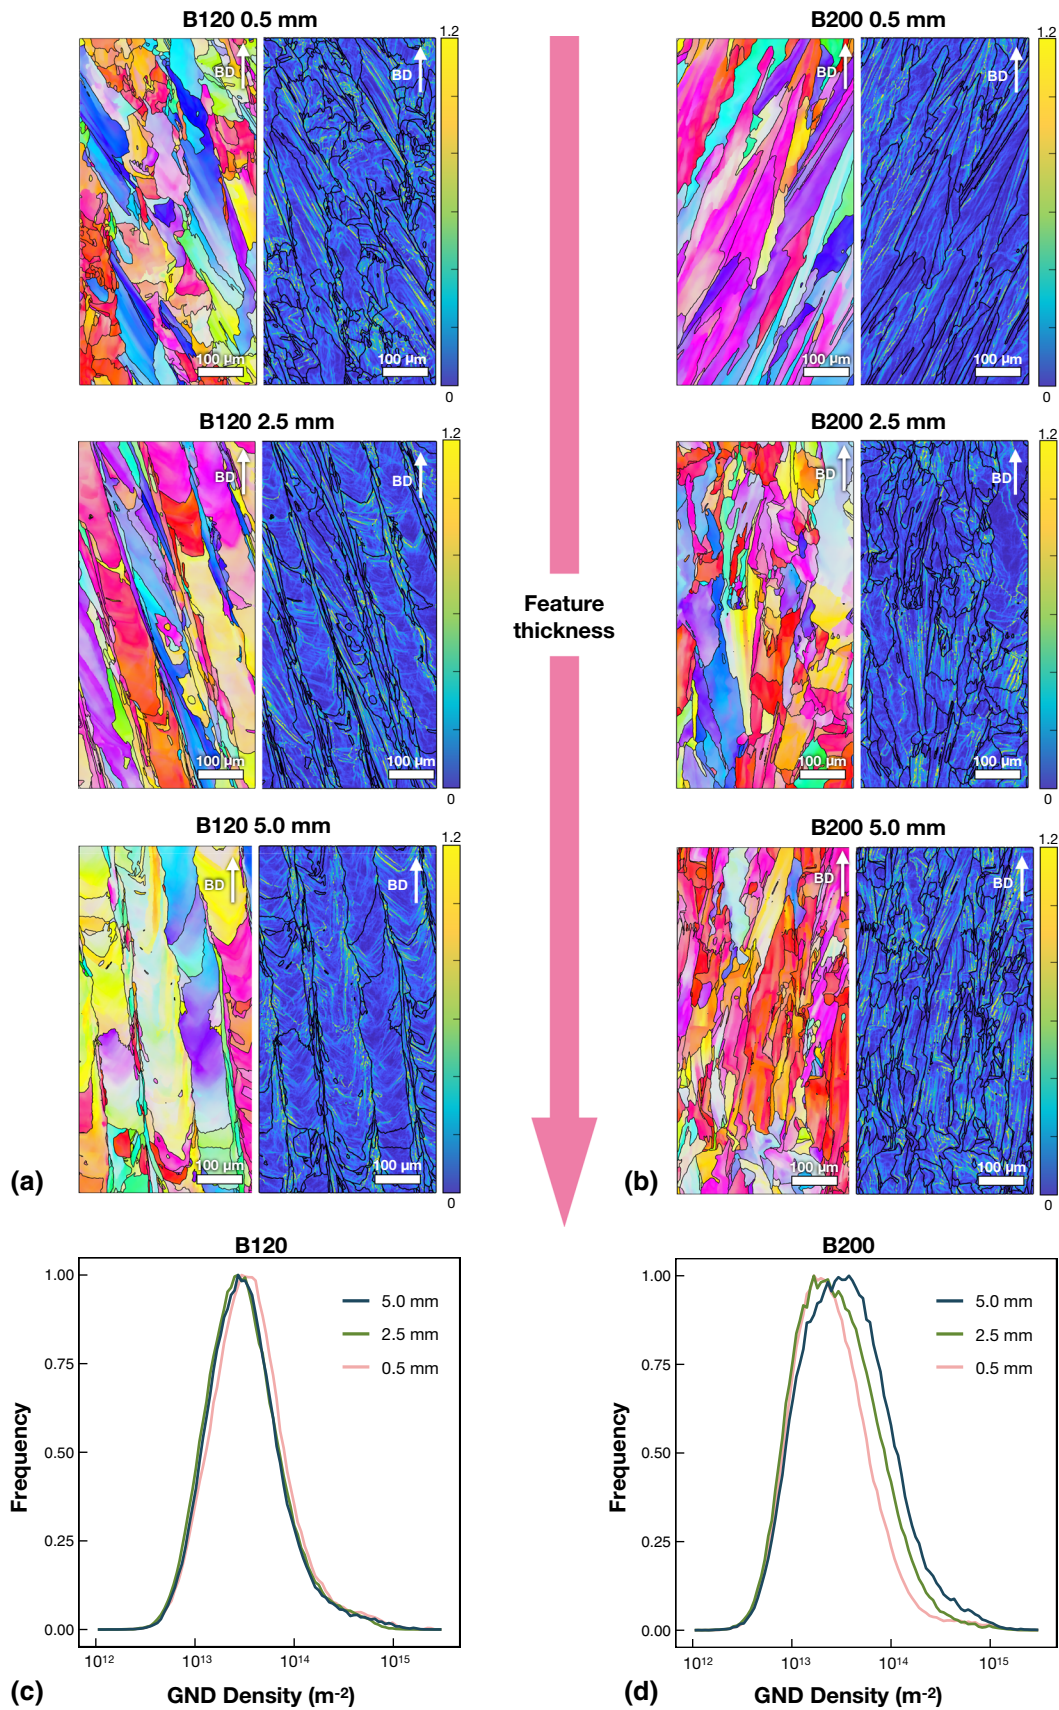 B120 0.5 mm
B200 0.5 mm
1.2
1.2
BD
BD
BD
BD
100 µm
100 µm
100 µm
100 µm
0
0
B120 2.5 mm
B200 2.5 mm
1.2
1.2
BD
BD
BD
BD
Feature
thickness
100 µm
100 µm
100 µm
100 µm
0
0
B120 5.0 mm
B200 5.0 mm
1.2
1.2
BD
BD
BD
BD
100 µm
100 µm
100 µm
100 µm
(a)
(b)
0
0
B120
1.00
0.75
0.50
0.25
0.00
Frequency
5.0 mm
2.5 mm
0.5 mm
10¹²
10¹³
10¹⁴
10¹⁵
(c)
GND Density (m⁻²)
B200
1.00
0.75
0.50
0.25
0.00
Frequency
5.0 mm
2.5 mm
0.5 mm
10¹²
10¹³
10¹⁴
10¹⁵
(d)
GND Density (m⁻²)